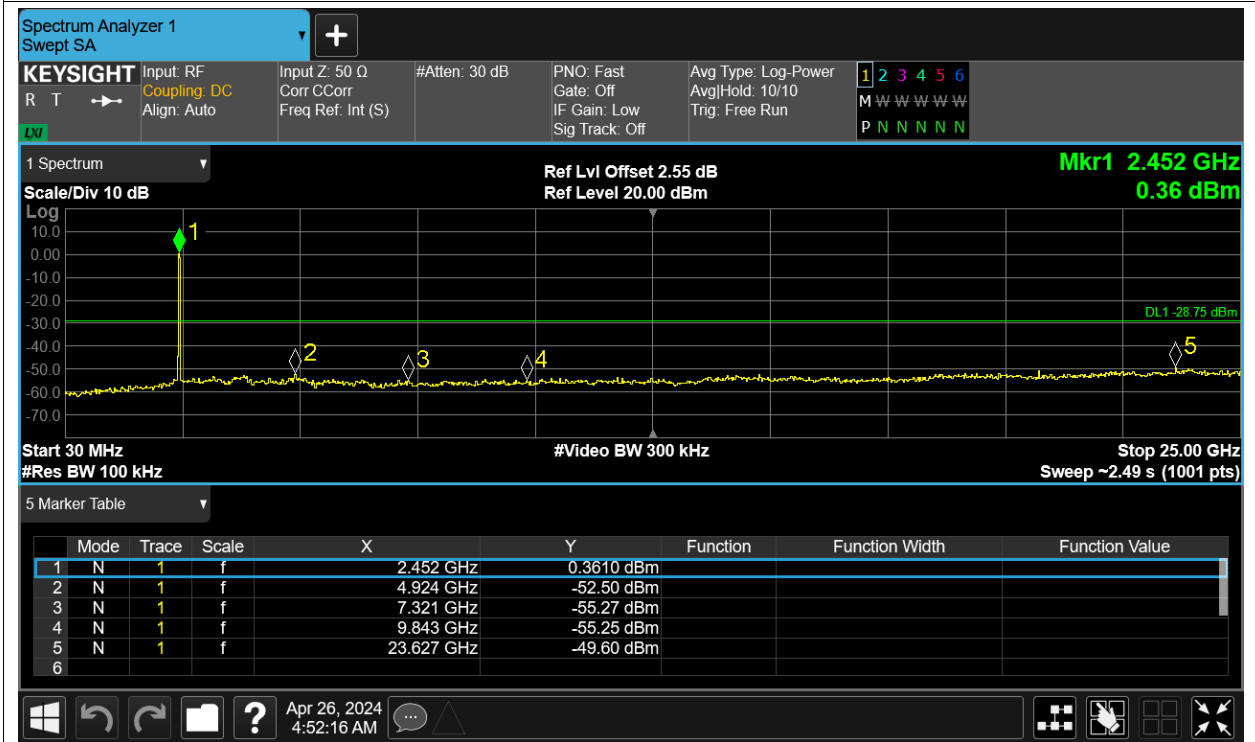 Spectrum Analyzer 1
Swept SA
+
KEYSIGHT
R T
LXI
Input: RF
Coupling: DC
Align: Auto
Input Z: 50 Ω
Corr CCorr
Freq Ref: Int (S)
#Atten: 30 dB
PNO: Fast
Gate: Off
IF Gain: Low
Sig Track: Off
Avg Type: Log-Power
Avg|Hold: 10/10
Trig: Free Run
1 2 3 4 5 6
M W W W W W
P N N N N N
1 Spectrum
Scale/Div 10 dB
Ref Lvl Offset 2.55 dB
Ref Level 20.00 dBm
Mkr1 2.452 GHz
0.36 dBm
Log
10.0
0.00
-10.0
-20.0
-30.0
-40.0
-50.0
-60.0
-70.0
1
2
3
4
5
DL1 -28.75 dBm
Start 30 MHz
#Video BW 300 kHz
Stop 25.00 GHz
#Res BW 100 kHz
Sweep ~2.49 s (1001 pts)
5 Marker Table
Mode Trace Scale X Y Function Function Width Function Value
1 N 1 f 2.452 GHz 0.3610 dBm
2 N 1 f 4.924 GHz -52.50 dBm
3 N 1 f 7.321 GHz -55.27 dBm
4 N 1 f 9.843 GHz -55.25 dBm
5 N 1 f 23.627 GHz -49.60 dBm
6
?
Apr 26, 2024
4:52:16 AM